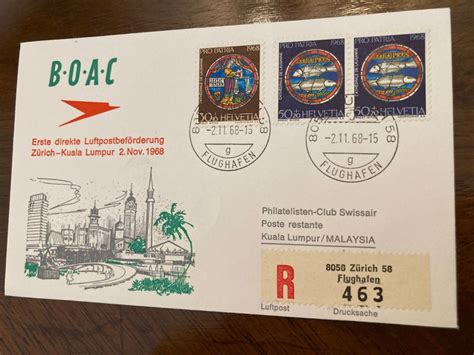 B·O·A·C
Erste direkte Luftpostbeförderung
Zürich-Kuala Lumpur 2. Nov. 1968
PRO PATRIA 1968
HELVETIA
PRO PATRIA 1968
50+ HELVETIA
PRO PATRIA 1968
50+ HELVETIA
-2.11.68-15
g
FLUGHAFEN
-2.11.68-15
g
FLUGHAFEN
Philatelisten-Club Swissair
Poste restante
Kuala Lumpur/MALAYSIA
R
8058 Zürich 58
Flughafen
463
Luftpost Drucksache